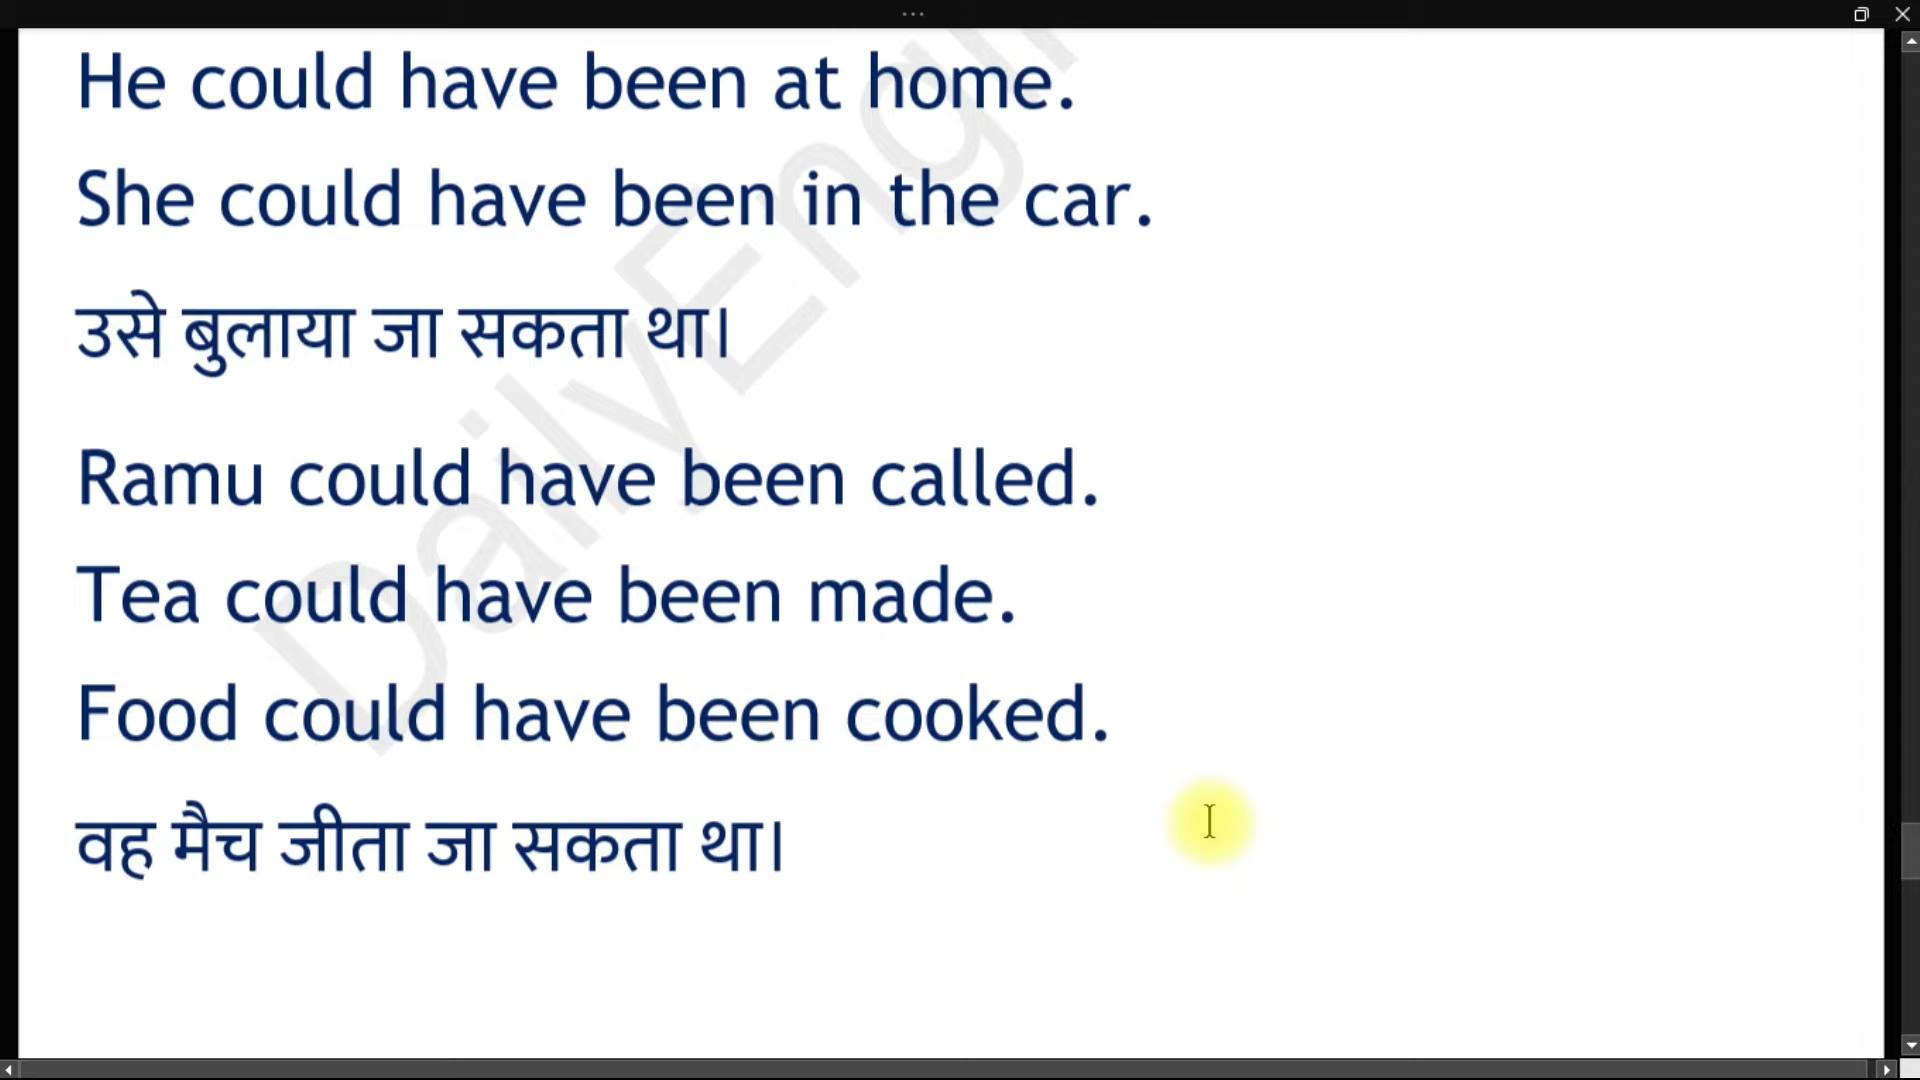 He could have been at home.
She could have been in the car.
उसे बुलाया जा सकता था।
Ramu could have been called.
Tea could have been made.
Food could have been cooked.
वह मैच जीता जा सकता था।
DailyEngl